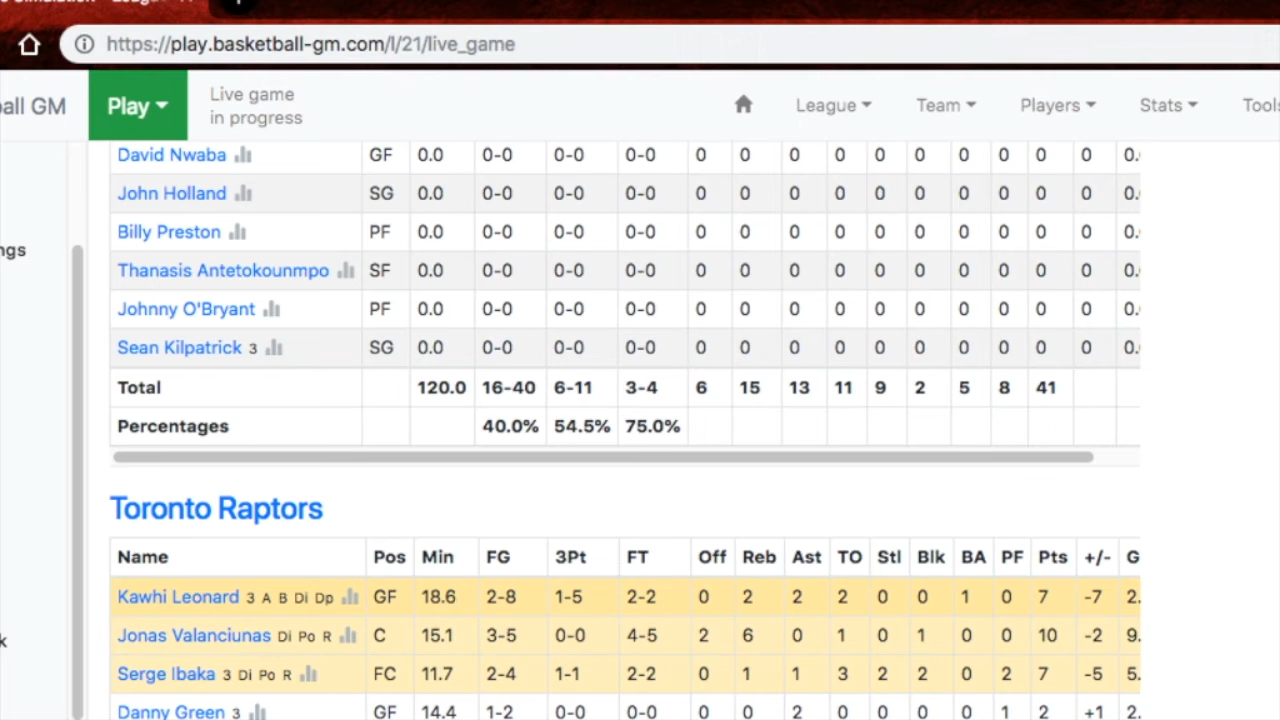 https://play.basketball-gm.com/l/21/live_game
ball GM Play Live game in progress League Team Players Stats Tools
David Nwaba GF 0.0 0-0 0-0 0-0 0 0 0 0 0 0 0 0 0 0 0.
ngs
John Holland SG 0.0 0-0 0-0 0-0 0 0 0 0 0 0 0 0 0 0 0.
Billy Preston PF 0.0 0-0 0-0 0-0 0 0 0 0 0 0 0 0 0 0 0.
Thanasis Antetokounmpo SF 0.0 0-0 0-0 0-0 0 0 0 0 0 0 0 0 0 0 0.
Johnny O'Bryant PF 0.0 0-0 0-0 0-0 0 0 0 0 0 0 0 0 0 0 0.
Sean Kilpatrick 3 SG 0.0 0-0 0-0 0-0 0 0 0 0 0 0 0 0 0 0 0.
Total 120.0 16-40 6-11 3-4 6 15 13 11 9 2 5 8 41
Percentages 40.0% 54.5% 75.0%
Toronto Raptors
Name Pos Min FG 3Pt FT Off Reb Ast TO Stl Blk BA PF Pts +/- G
Kawhi Leonard 3 A B Di Dp GF 18.6 2-8 1-5 2-2 0 2 2 2 0 0 1 0 7 -7 2.
k
Jonas Valanciunas Di Po R C 15.1 3-5 0-0 4-5 2 6 0 1 0 1 0 0 10 -2 9.
Serge Ibaka 3 Di Po R FC 11.7 2-4 1-1 2-2 0 1 1 3 2 2 0 2 7 -5 5.
Danny Green 3 GF 14.4 1-2 0-0 0-0 0 0 2 0 0 0 0 1 2 +1 2.